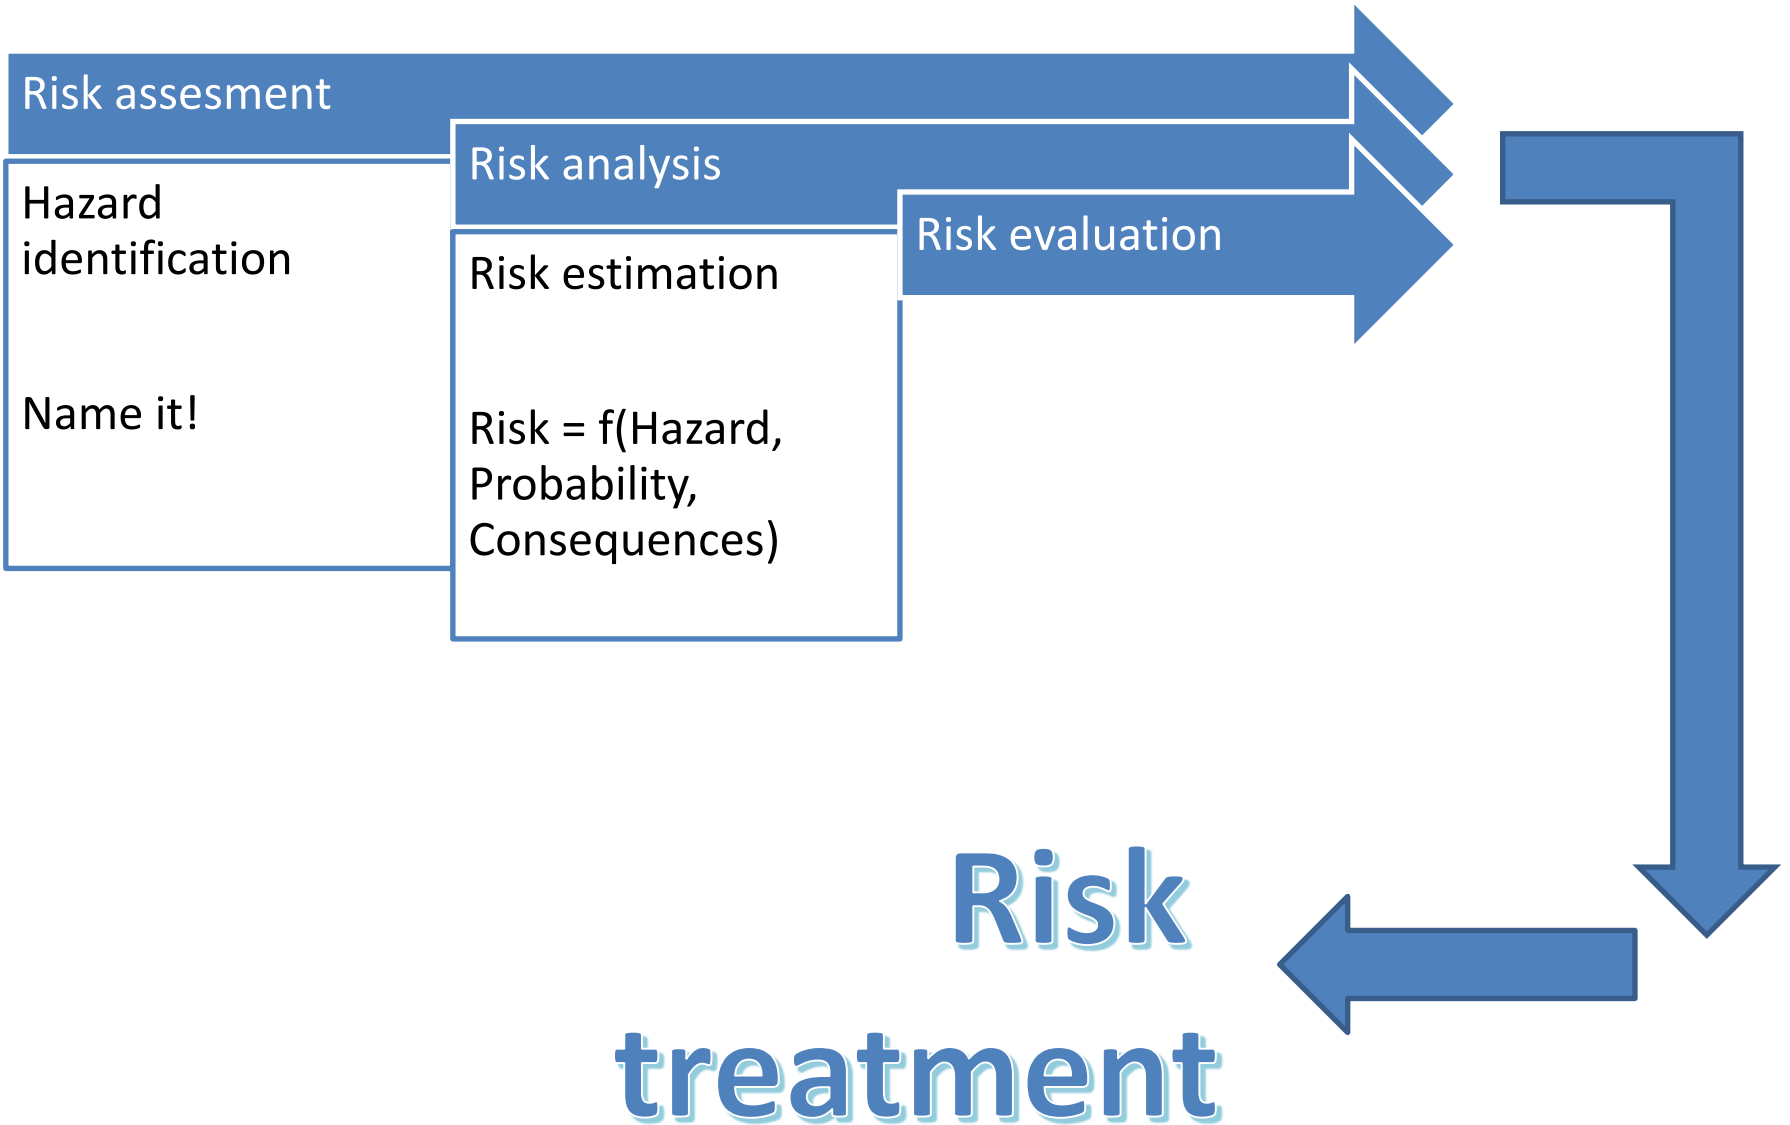 Risk assesment
Hazard
identification
Name it!
Risk analysis
Risk estimation
Risk = f(Hazard,
Probability,
Consequences)
Risk evaluation
Risk
treatment